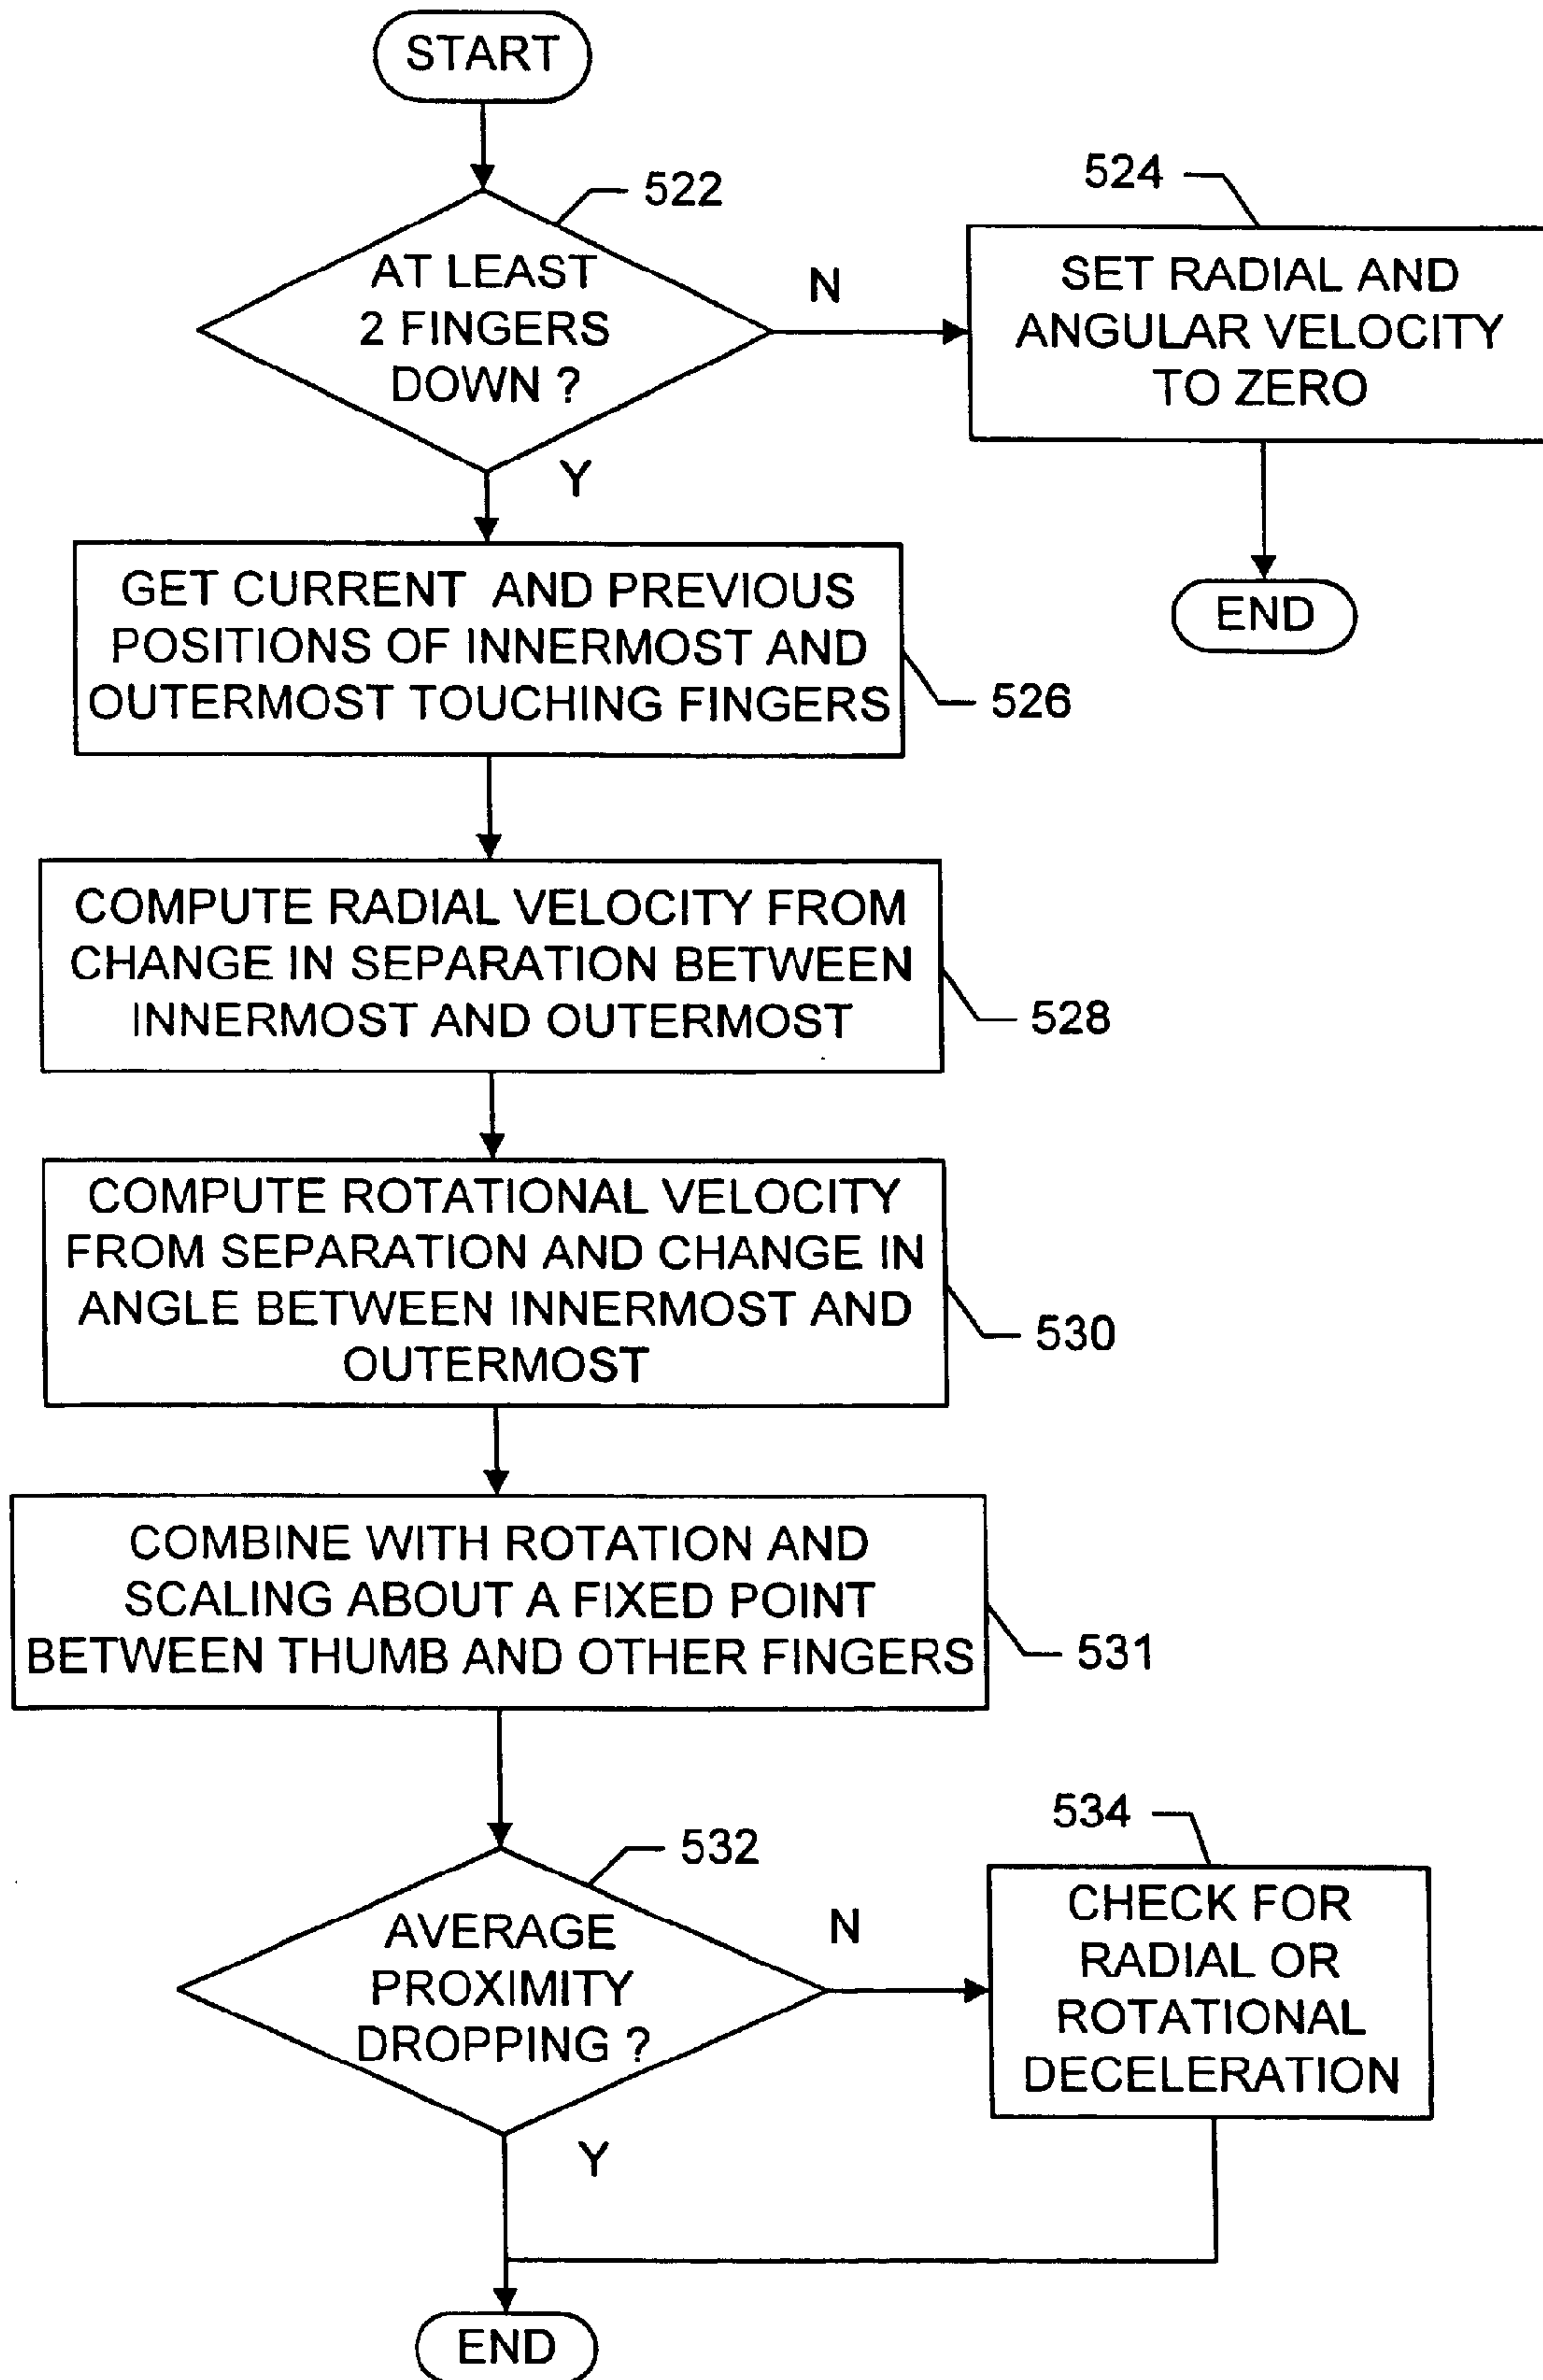 START
522
AT LEAST
2 FINGERS
DOWN ?
N
Y
524
SET RADIAL AND
ANGULAR VELOCITY
TO ZERO
END
GET CURRENT AND PREVIOUS
POSITIONS OF INNERMOST AND
OUTERMOST TOUCHING FINGERS
526
COMPUTE RADIAL VELOCITY FROM
CHANGE IN SEPARATION BETWEEN
INNERMOST AND OUTERMOST
528
COMPUTE ROTATIONAL VELOCITY
FROM SEPARATION AND CHANGE IN
ANGLE BETWEEN INNERMOST AND
OUTERMOST
530
COMBINE WITH ROTATION AND
SCALING ABOUT A FIXED POINT
BETWEEN THUMB AND OTHER FINGERS
531
532
AVERAGE
PROXIMITY
DROPPING ?
N
Y
534
CHECK FOR
RADIAL OR
ROTATIONAL
DECELERATION
END